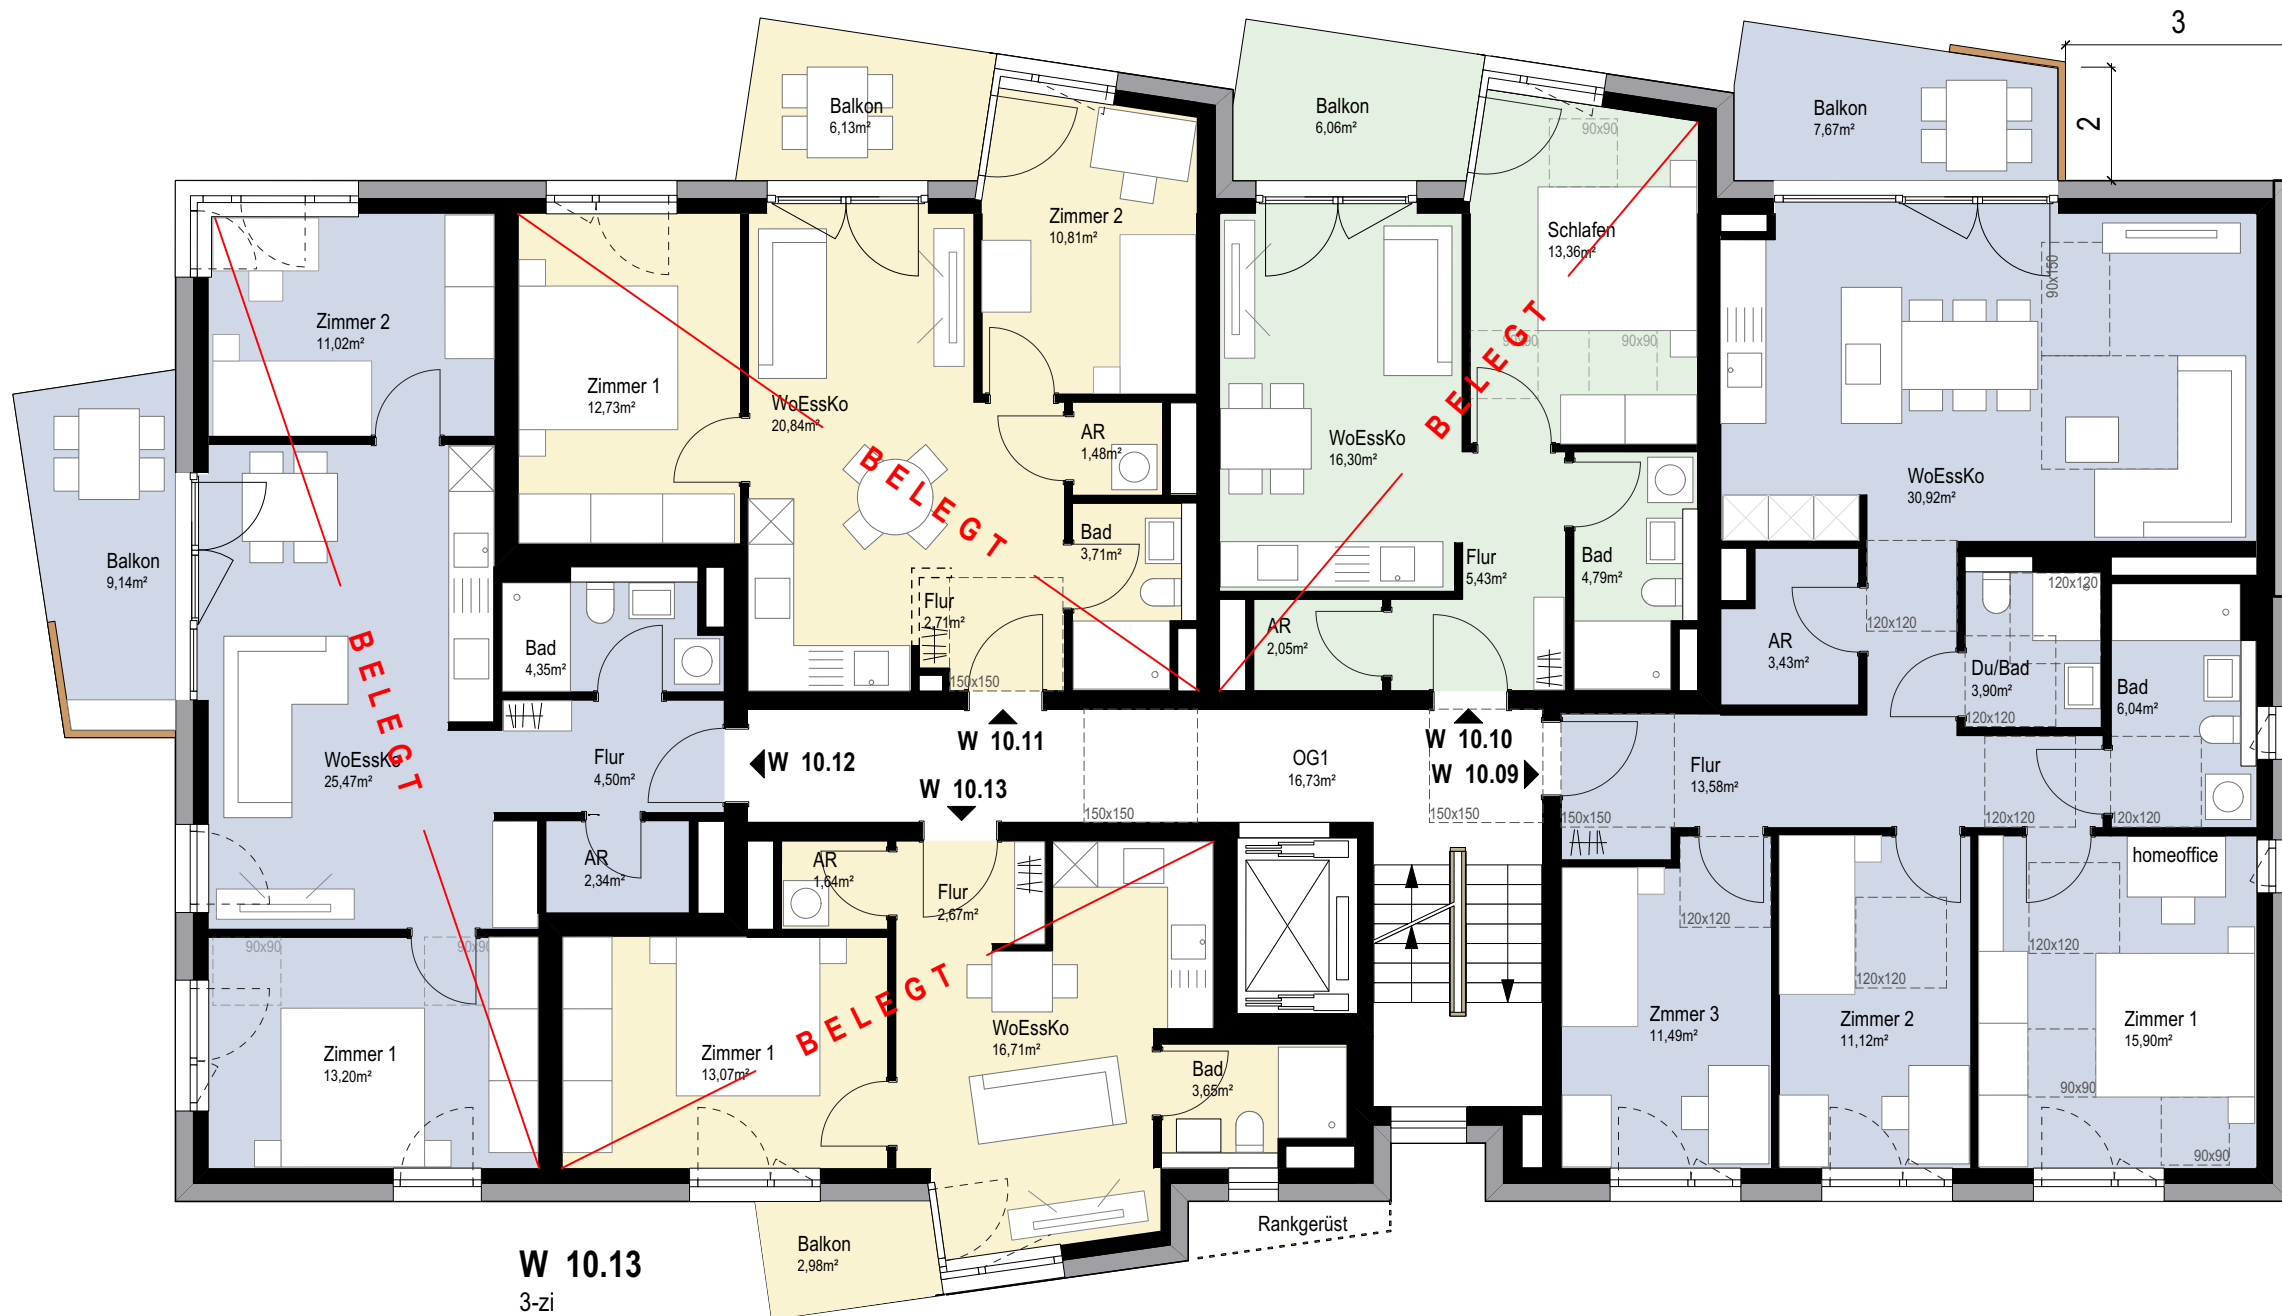 3
2
Balkon
6,13m²
Balkon
6,06m²
90x90
Balkon
7,67m²
Zimmer 2
10,81m²
Schlafen
13,36m²
90x150
Zimmer 2
11,02m²
90x90
90x90
Zimmer 1
12,73m²
WoEssKo
20,84m²
AR
1,48m²
WoEssKo
16,30m²
BELEGT
BELEGT
WoEssKo
30,92m²
Bad
3,71m²
Flur
5,43m²
Bad
4,79m²
Balkon
9,14m²
Flur
2,71m²
150x150
AR
2,05m²
120x120
120x120
AR
3,43m²
Du/Bad
3,90m²
120x120
Bad
6,04m²
Bad
4,35m²
BELEGT
WoEssKo
25,47m²
Flur
4,50m²
W 10.12
W 10.11
W 10.13
OG1
16,73m²
W 10.10
W 10.09
150x150
150x150
150x150
Flur
13,58m²
120x120
120x120
AR
2,34m²
AR
1,64m²
Flur
2,67m²
homeoffice
120x120
120x120
120x120
90x90
90x90
BELEGT
Zimmer 1
13,20m²
Zimmer 1
13,07m²
WoEssKo
16,71m²
Bad
3,65m²
Zmmer 3
11,49m²
Zimmer 2
11,12m²
Zimmer 1
15,90m²
90x90
90x90
Rankgerüst
Balkon
2,98m²
W 10.13
3-zi